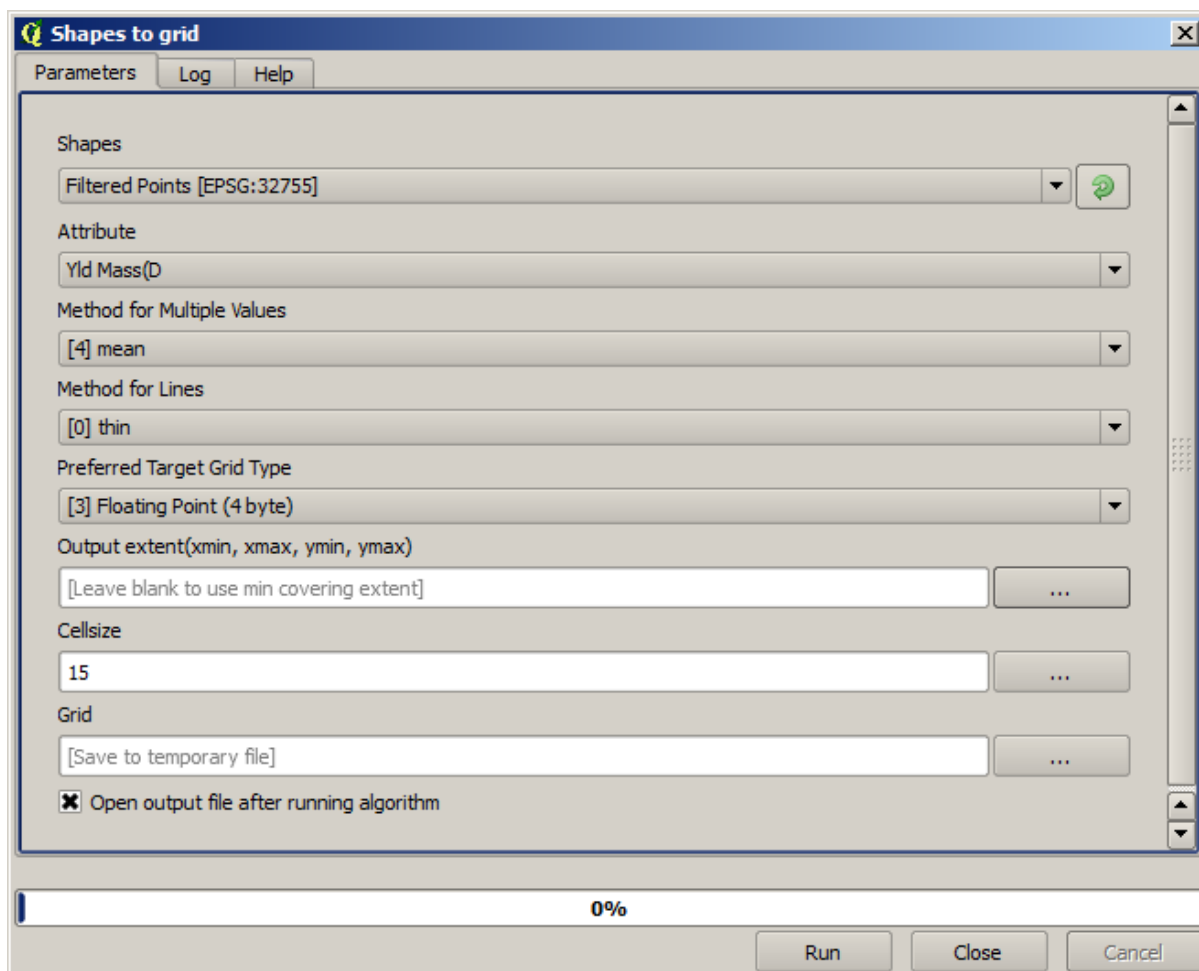 Shapes to grid
Parameters Log Help
Shapes
Filtered Points [EPSG:32755]
Attribute
Yld Mass(D
Method for Multiple Values
[4] mean
Method for Lines
[0] thin
Preferred Target Grid Type
[3] Floating Point (4 byte)
Output extent(xmin, xmax, ymin, ymax)
[Leave blank to use min covering extent]
...
Cellsize
15
...
Grid
[Save to temporary file]
...
Open output file after running algorithm
0%
Run Close Cancel